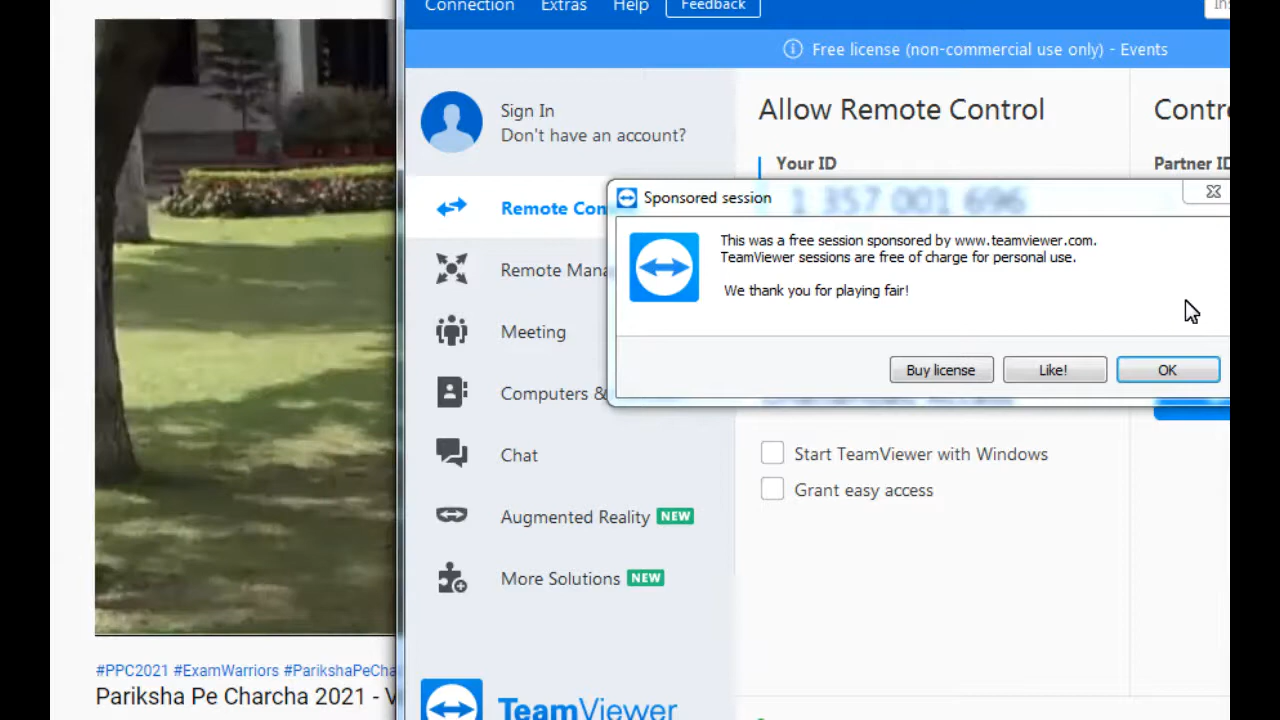 Connection Extras Help Feedback
Free license (non-commercial use only) - Events
Sign In
Don't have an account?
Allow Remote Control
Your ID
1 357 001 696
Partner ID
Remote
Sponsored session
This was a free session sponsored by www.teamviewer.com.
TeamViewer sessions are free of charge for personal use.
We thank you for playing fair!
Buy license Like! OK
Remote
Meeting
Computers &
Chat
Augmented Reality NEW
More Solutions NEW
Start TeamViewer with Windows
Grant easy access
TeamViewer
#PPC2021 #ExamWarriors
Pariksha Pe Charcha 2021 -